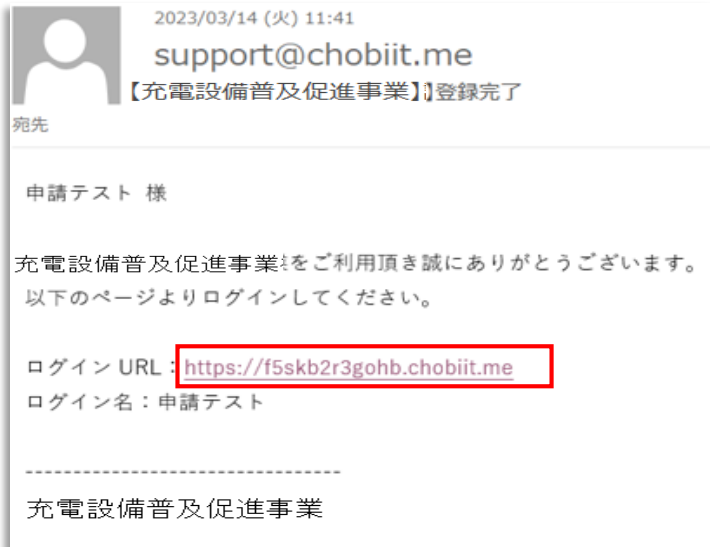 2023/03/14 (火) 11:41
support@chobiit.me
【充電設備普及促進事業】登録完了
宛先
申請テスト 様
充電設備普及促進事業をご利用頂き誠にありがとうございます。
以下のページよりログインしてください。
ログイン URL：https://f5skb2r3gohb.chobiit.me
ログイン名：申請テスト
---------------------------------
充電設備普及促進事業